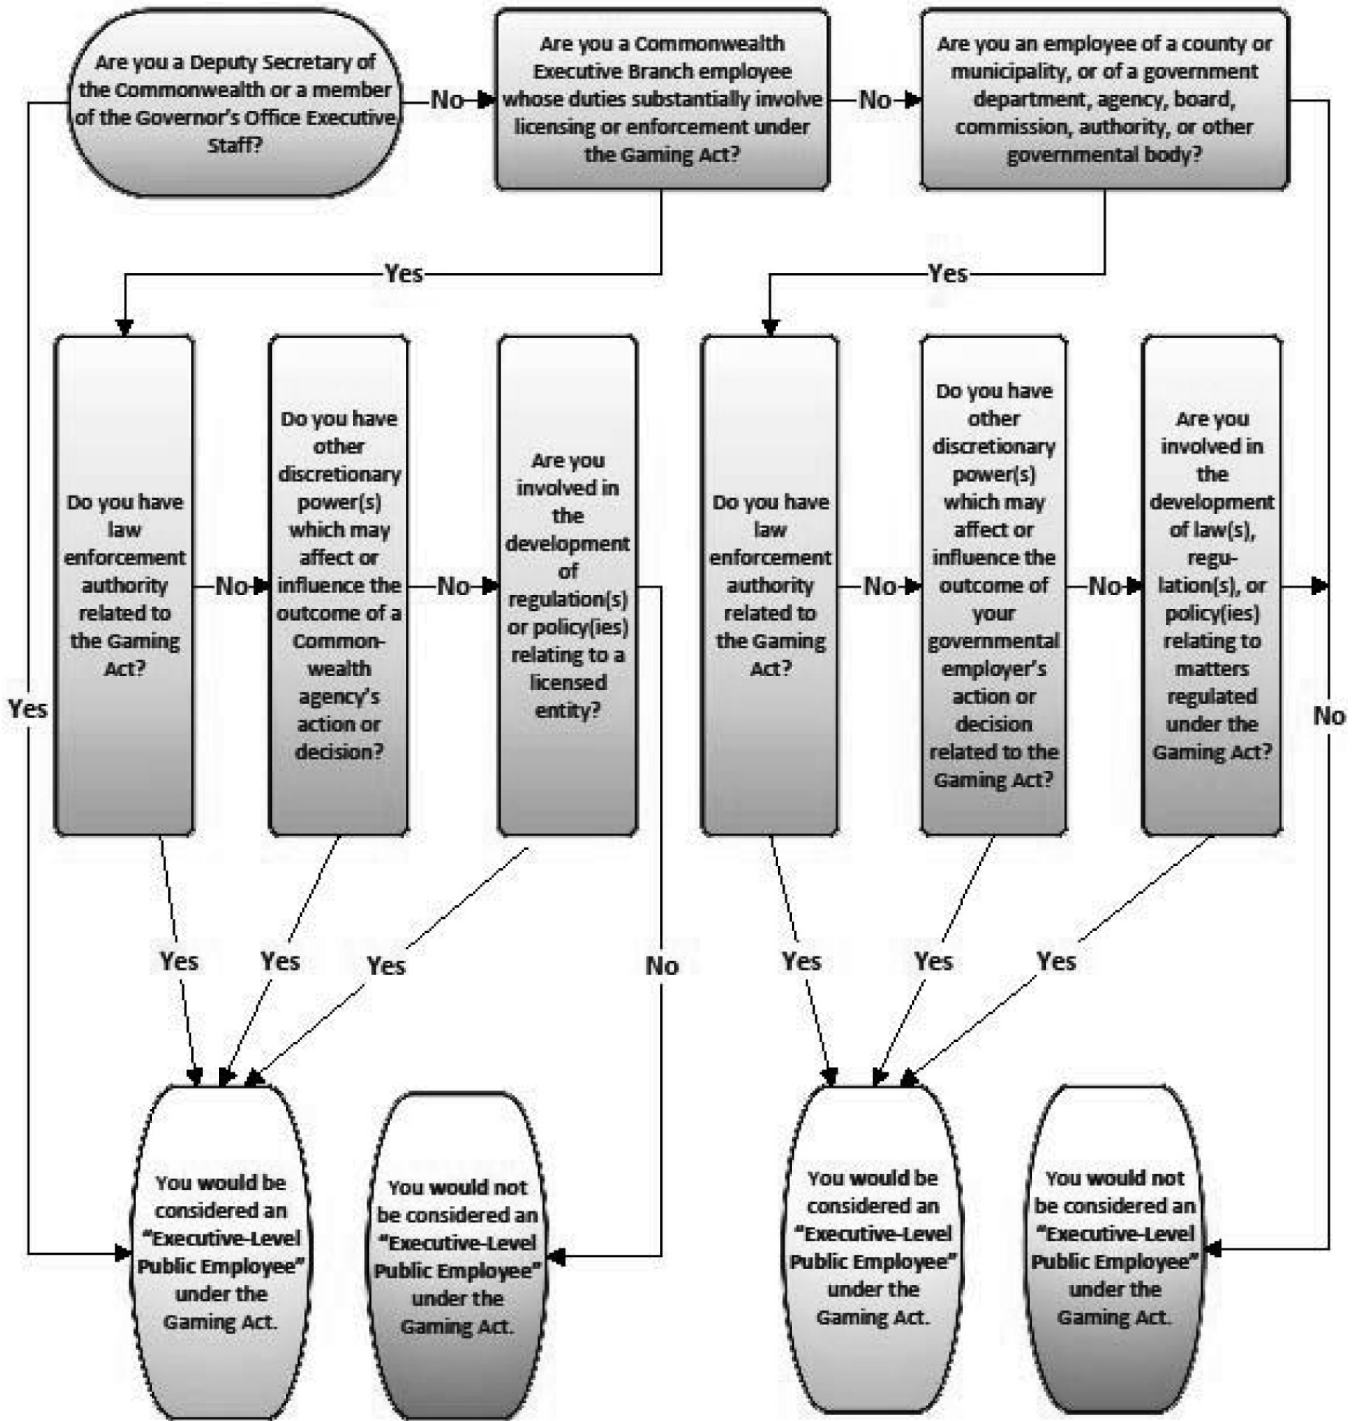 Are you a Deputy Secretary of
the Commonwealth or a member
of the Governor's Office Executive
Staff?
No
Are you a Commonwealth
Executive Branch employee
whose duties substantially involve
licensing or enforcement under
the Gaming Act?
No
Are you an employee of a county or
municipality, or of a government
department, agency, board,
commission, authority, or other
governmental body?
Yes
Yes
Do you have
law
enforcement
authority
related to
the Gaming
Act?
No
Do you have
other
discretionary
power(s)
which may
affect or
influence the
outcome of a
Common-
wealth
agency's
action or
decision?
No
Are you
involved in
the
development
of
regulation(s)
or policy(ies)
relating to a
licensed
entity?
Do you have
law
enforcement
authority
related to
the Gaming
Act?
No
Do you have
other
discretionary
power(s)
which may
affect or
influence the
outcome of
your
governmental
employer's
action or
decision
related to the
Gaming Act?
No
Are you
involved in
the
development
of law(s),
regu-
lation(s), or
policy(ies)
relating to
matters
regulated
under the
Gaming Act?
Yes
No
Yes
Yes
Yes
No
Yes
Yes
Yes
You would be
considered an
“Executive-Level
Public Employee”
under the
Gaming Act.
You would not
be considered an
“Executive-Level
Public Employee”
under the
Gaming Act.
You would be
considered an
“Executive-Level
Public Employee”
under the
Gaming Act.
You would not
be considered an
“Executive-Level
Public Employee”
under the
Gaming Act.